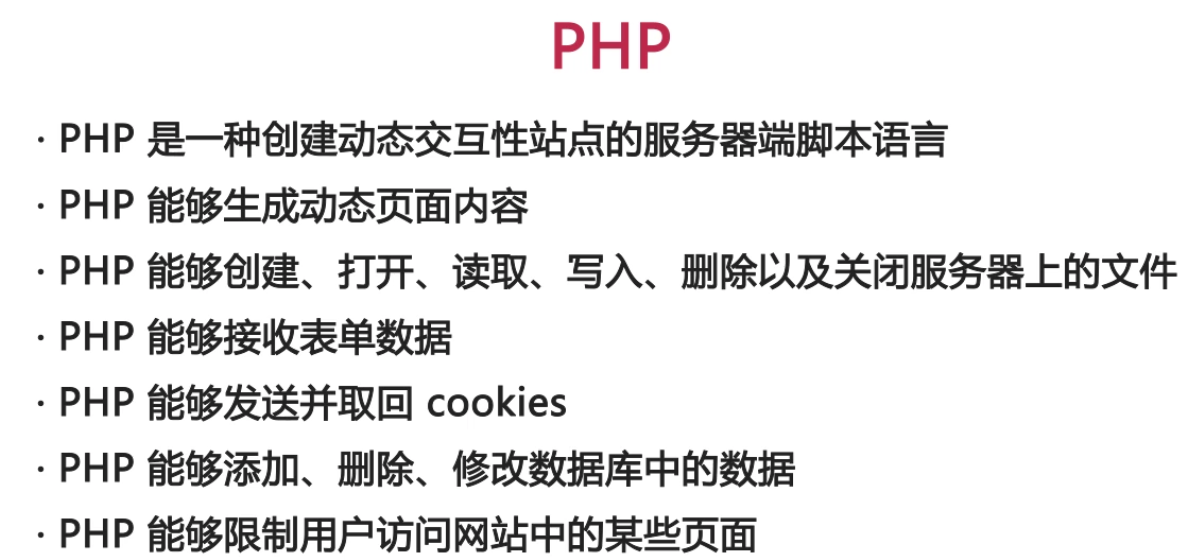 PHP
· PHP 是一种创建动态交互性站点的服务器端脚本语言
· PHP 能够生成动态页面内容
· PHP 能够创建、打开、读取、写入、删除以及关闭服务器上的文件
· PHP 能够接收表单数据
· PHP 能够发送并取回 cookies
· PHP 能够添加、删除、修改数据库中的数据
· PHP 能够限制用户访问网站中的某些页面